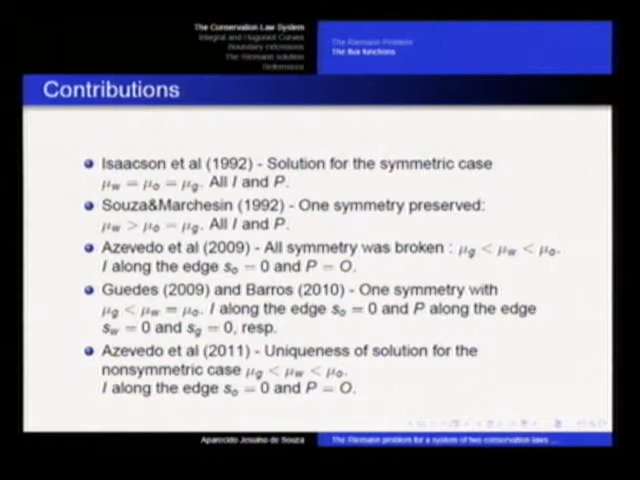 The Conservation Law System
Integral and Hugoniot Curves
Boundary extensions
The Riemann solution
References
The Riemann Problem
The flux functions
Contributions
Isaacson et al (1992) - Solution for the symmetric case
μw = μo = μg. All I and P.
Souza&Marchesin (1992) - One symmetry preserved:
μw > μo = μg. All I and P.
Azevedo et al (2009) - All symmetry was broken : μg < μw < μo.
I along the edge so = 0 and P = O.
Guedes (2009) and Barros (2010) - One symmetry with
μg < μw = μo. I along the edge so = 0 and P along the edge
sw = 0 and sg = 0, resp.
Azevedo et al (2011) - Uniqueness of solution for the
nonsymmetric case μg < μw < μo.
I along the edge so = 0 and P = O.
Aparecido Jesuino de Souza
The Riemann problem for a system of two conservation laws ...